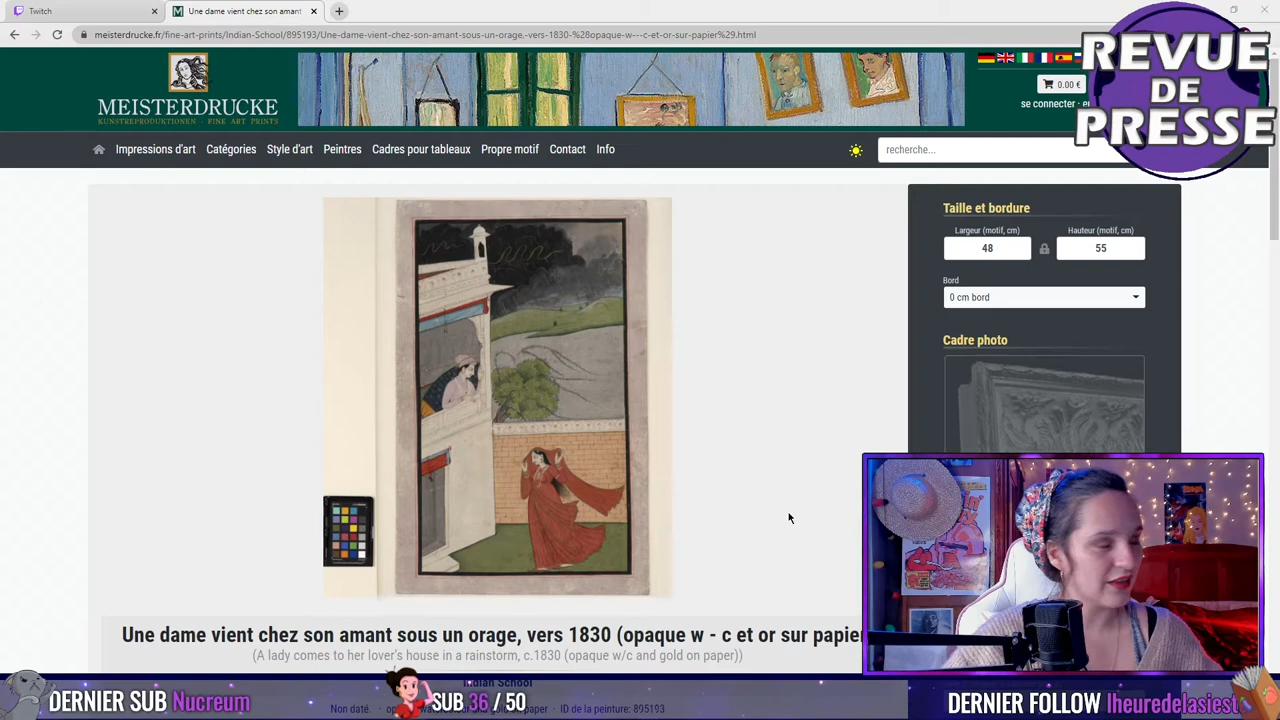 Twitch
Une dame vient chez son amant
meisterdrucke.fr/fine-art-prints/Indian-School/895193/Une-dame-vient-chez-son-amant-sous-un-orage,-vers-1830-%28opaque-w---c-et-or-sur-papier%29.html
REVUE
DE
PRESSE
MEISTERDRUCKE
KUNSTREPRODUKTIONEN · FINE ART PRINTS
0.00 €
se connecter
Impressions d'art
Catégories
Style d'art
Peintres
Cadres pour tableaux
Propre motif
Contact
Info
recherche...
Taille et bordure
Largeur (motif, cm)
Hauteur (motif, cm)
48
55
Bord
0 cm bord
Cadre photo
Une dame vient chez son amant sous un orage, vers 1830 (opaque w - c et or sur papier
(A lady comes to her lover's house in a rainstorm, c.1830 (opaque w/c and gold on paper))
Indian School
Non daté.
paper · ID de la peinture: 895193
DERNIER SUB Nucreum
SUB 36 / 50
DERNIER FOLLOW lheuredelasiest